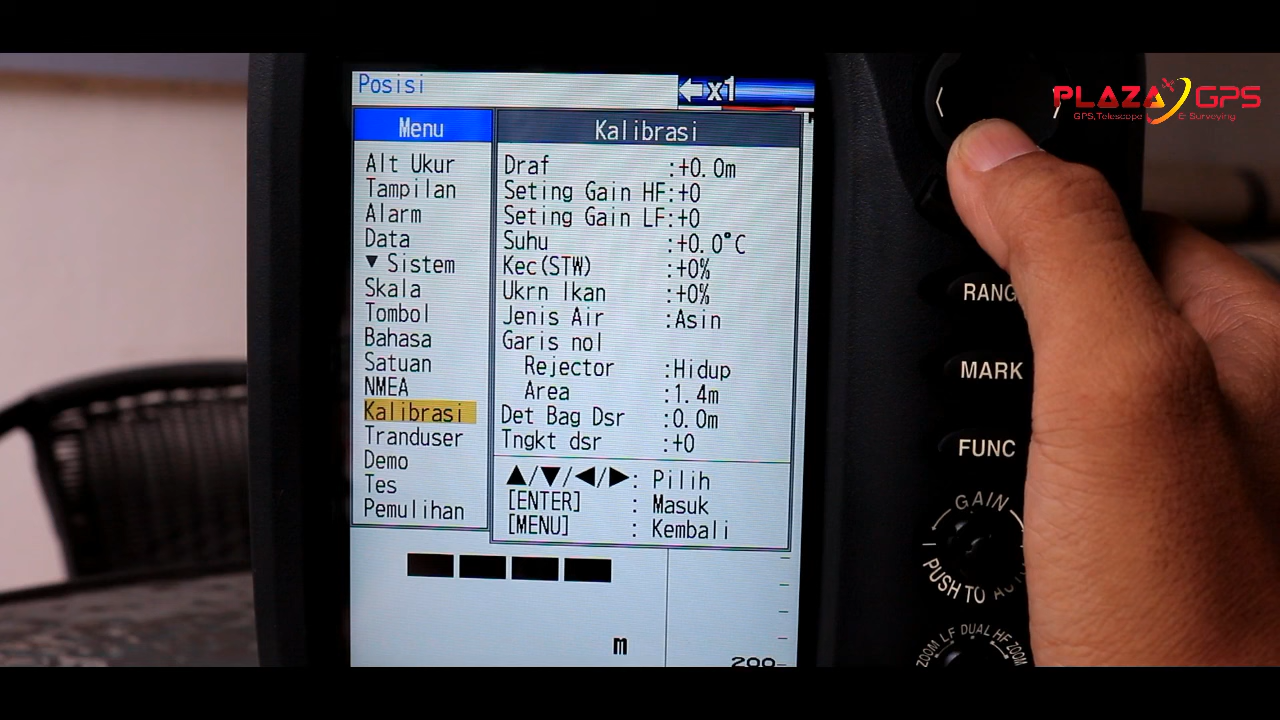 Posisi
x1
Menu
Alt Ukur
Tampilan
Alarm
Data
▼ Sistem
Skala
Tombol
Bahasa
Satuan
NMEA
Kalibrasi
Tranduser
Demo
Tes
Pemulihan
Kalibrasi
Draf :+0.0m
Seting Gain HF:+0
Seting Gain LF:+0
Suhu :+0.0°C
Kec(STW) :+0%
Ukrn Ikan :+0%
Jenis Air :Asin
Garis nol
Rejector :Hidup
Area :1.4m
Det Bag Dsr :0.0m
Tngkt dsr :+0
▲/▼/◀/▶: Pilih
[ENTER] : Masuk
[MENU] : Kembali
m
200
PLAZA GPS
GPS, Telescope & Surveying
MARK
FUNC
GAIN
PUSH TO
ZOOM LF DUAL HF ZOOM